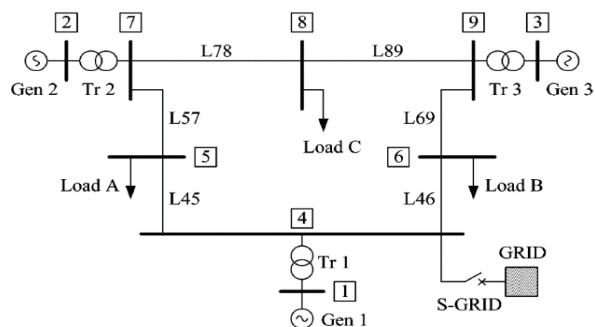 2 7 8 9 3
L78 L89
Gen 2 Tr 2 Tr 3 Gen 3
L57 L69
Load C
5 6
Load A Load B
L45 L46
4
GRID
Tr 1
S-GRID
1
Gen 1